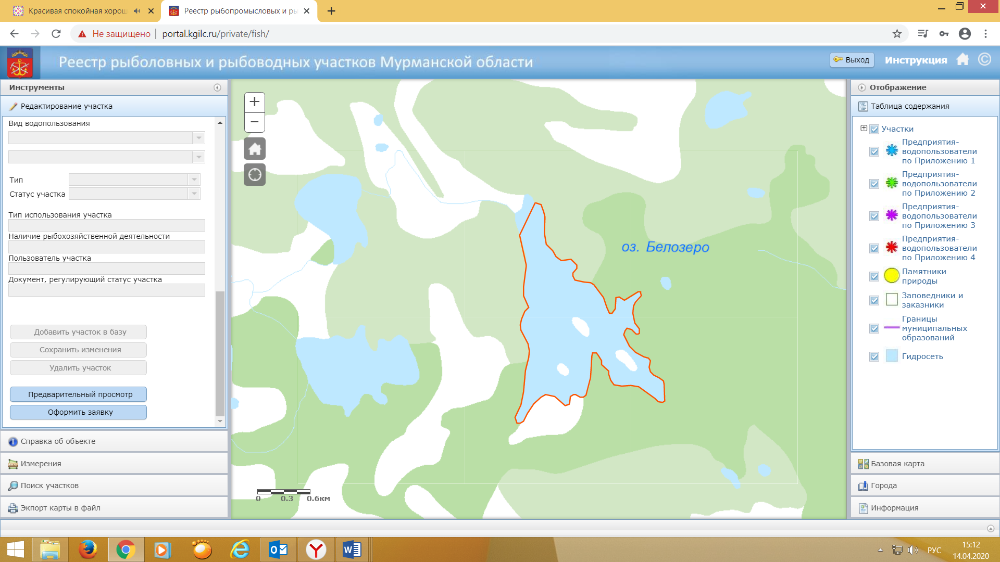 Красивая спокойная хорош
Реестр рыбопромысловых и ры
Не защищено
portal.kgilc.ru/private/fish/
Реестр рыболовных и рыбоводных участков Мурманской области
Выход
Инструкция
Инструменты
Редактирование участка
Вид водопользования
Тип
Статус участка
Тип использования участка
Наличие рыбохозяйственной деятельности
Пользователь участка
Документ, регулирующий статус участка
Добавить участок в базу
Сохранить изменения
Удалить участок
Предварительный просмотр
Оформить заявку
Справка об объекте
Измерения
Поиск участков
Экпорт карты в файл
+
−
оз. Белозеро
0 0.3 0.6км
Отображение
Таблица содержания
Участки
Предприятия-
водопользователи
по Приложению 1
Предприятия-
водопользователи
по Приложению 2
Предприятия-
водопользователи
по Приложению 3
Предприятия-
водопользователи
по Приложению 4
Памятники
природы
Заповедники и
заказники
Границы
муниципальных
образований
Гидросеть
Базовая карта
Города
Информация
РУС
15:12
14.04.2020